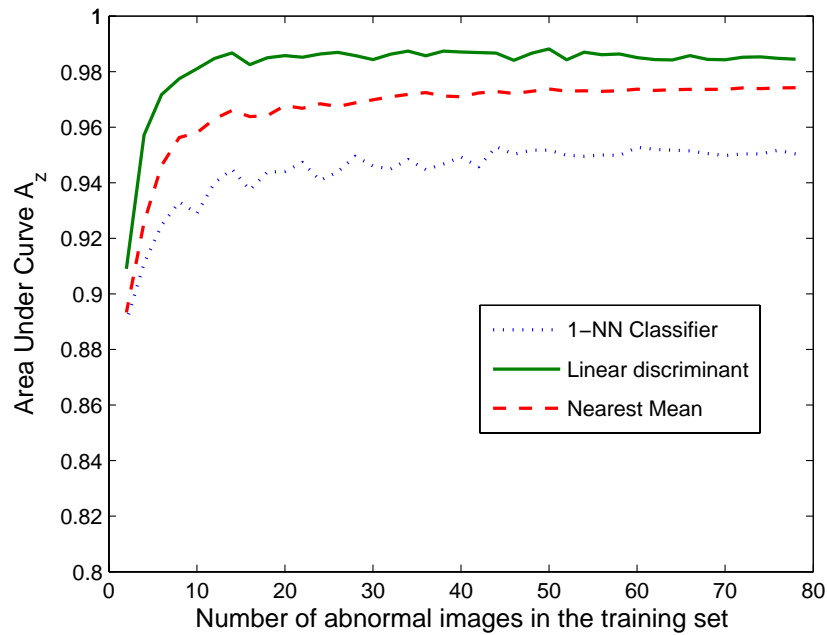 1
0.98
0.96
0.94
0.92
0.9
0.88
0.86
0.84
0.82
0.8
Area Under Curve A_z
1−NN Classifier
Linear discriminant
Nearest Mean
0 10 20 30 40 50 60 70 80
Number of abnormal images in the training set